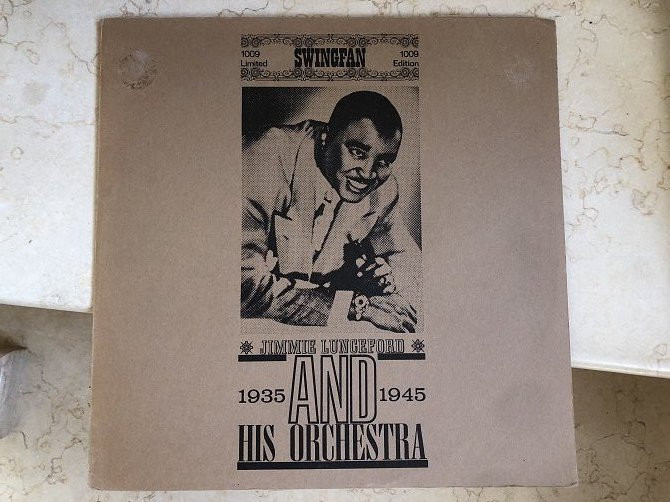 SWINGFAN
1009 1009
Limited Edition
JIMMIE LUNCEFORD
1935 AND 1945
HIS ORCHESTRA